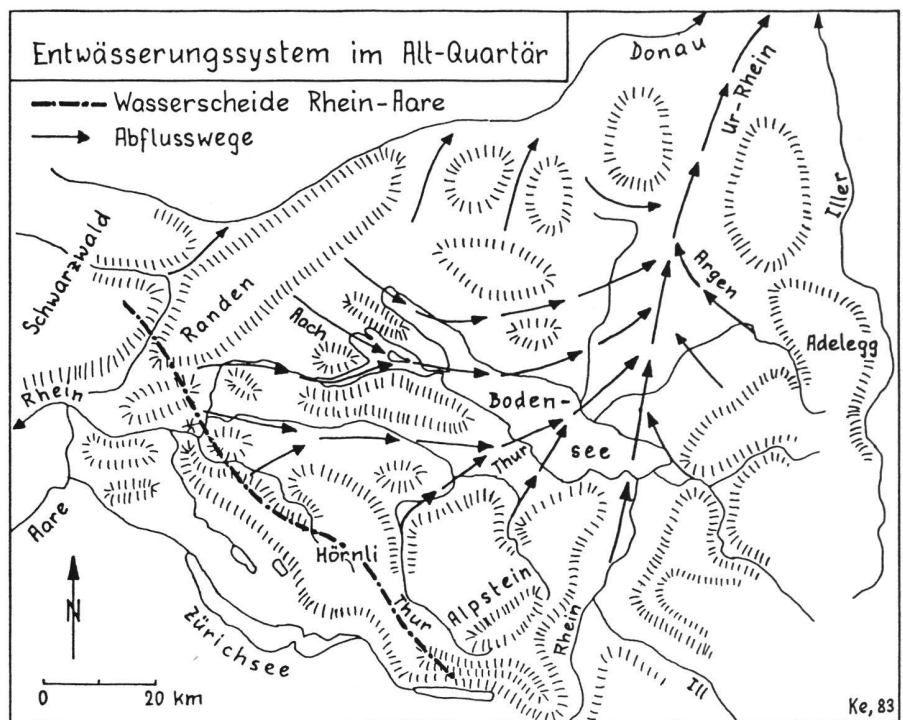 Entwässerungssystem im Alt-Quartär
Wasserscheide Rhein-Aare
Abflusswege
Donau
Ur-Rhein
Iller
Schwarzwald
Randen
Aach
Argen
Adelegg
Rhein
Boden-
see
Thur
Aare
Hörnli
Alpstein
Thur
Rhein
Zürichsee
Ill
N
0 20 km
Ke, 83